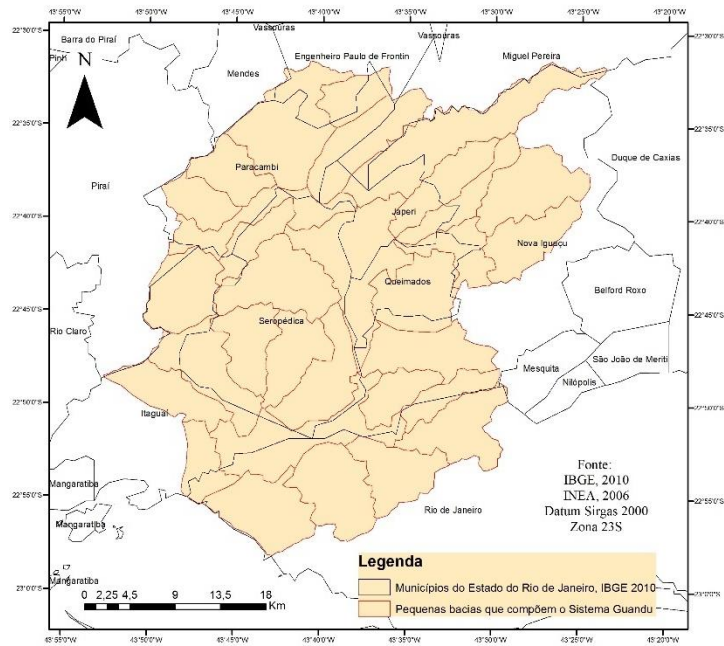 43°55'0"O 43°50'0"O 43°45'0"O 43°40'0"O 43°35'0"O 43°30'0"O 43°25'0"O 43°20'0"O
22°30'0"S
Vassouras
Vassouras
Barra do Piraí
Engenheiro Paulo de Frontin
Miguel Pereira
22°30'0"S
Pinh
N
Mendes
22°35'0"S
22°35'0"S
Duque de Caxias
Paracambi
Piraí
22°40'0"S
Japeri
22°40'0"S
Nova Iguaçu
Queimados
22°45'0"S
Belford Roxo
22°45'0"S
Rio Claro
Seropédica
São João de Meriti
Mesquita
Nilópolis
22°50'0"S
Itaguaí
22°50'0"S
Fonte:
IBGE, 2010
INEA, 2006
Datum Sirgas 2000
Zona 23S
Mangaratiba
22°55'0"S
22°55'0"S
Rio de Janeiro
Mangaratiba
Legenda
Mangaratiba
Municípios do Estado do Rio de Janeiro, IBGE 2010
23°0'0"S
23°0'0"S
0 2,25 4,5 9 13,5 18
Km
Pequenas bacias que compõem o Sistema Guandu
43°55'0"O 43°50'0"O 43°45'0"O 43°40'0"O 43°35'0"O 43°30'0"O 43°25'0"O 43°20'0"O